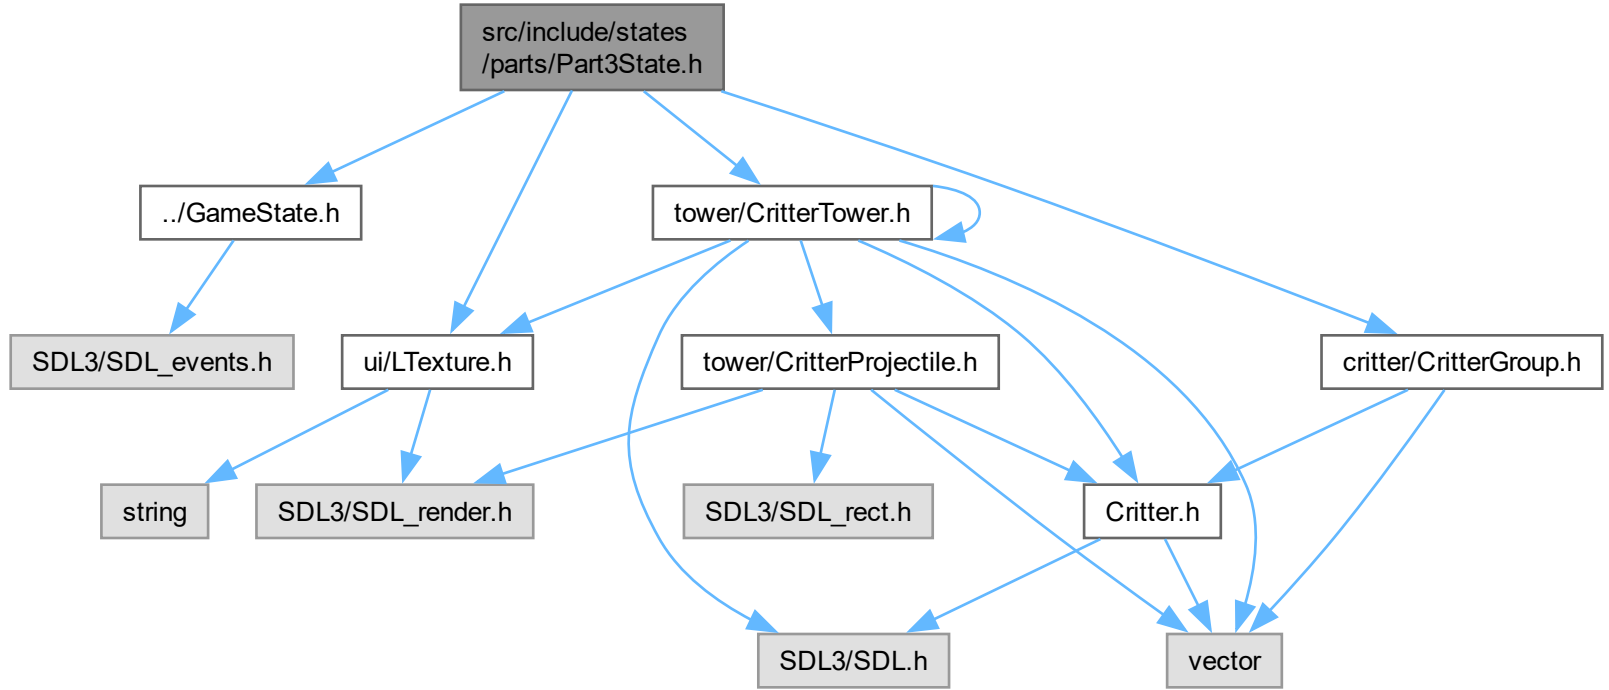 src/include/states
/parts/Part3State.h
../GameState.h
tower/CritterTower.h
SDL3/SDL_events.h
ui/LTexture.h
tower/CritterProjectile.h
critter/CritterGroup.h
string
SDL3/SDL_render.h
SDL3/SDL_rect.h
Critter.h
SDL3/SDL.h
vector